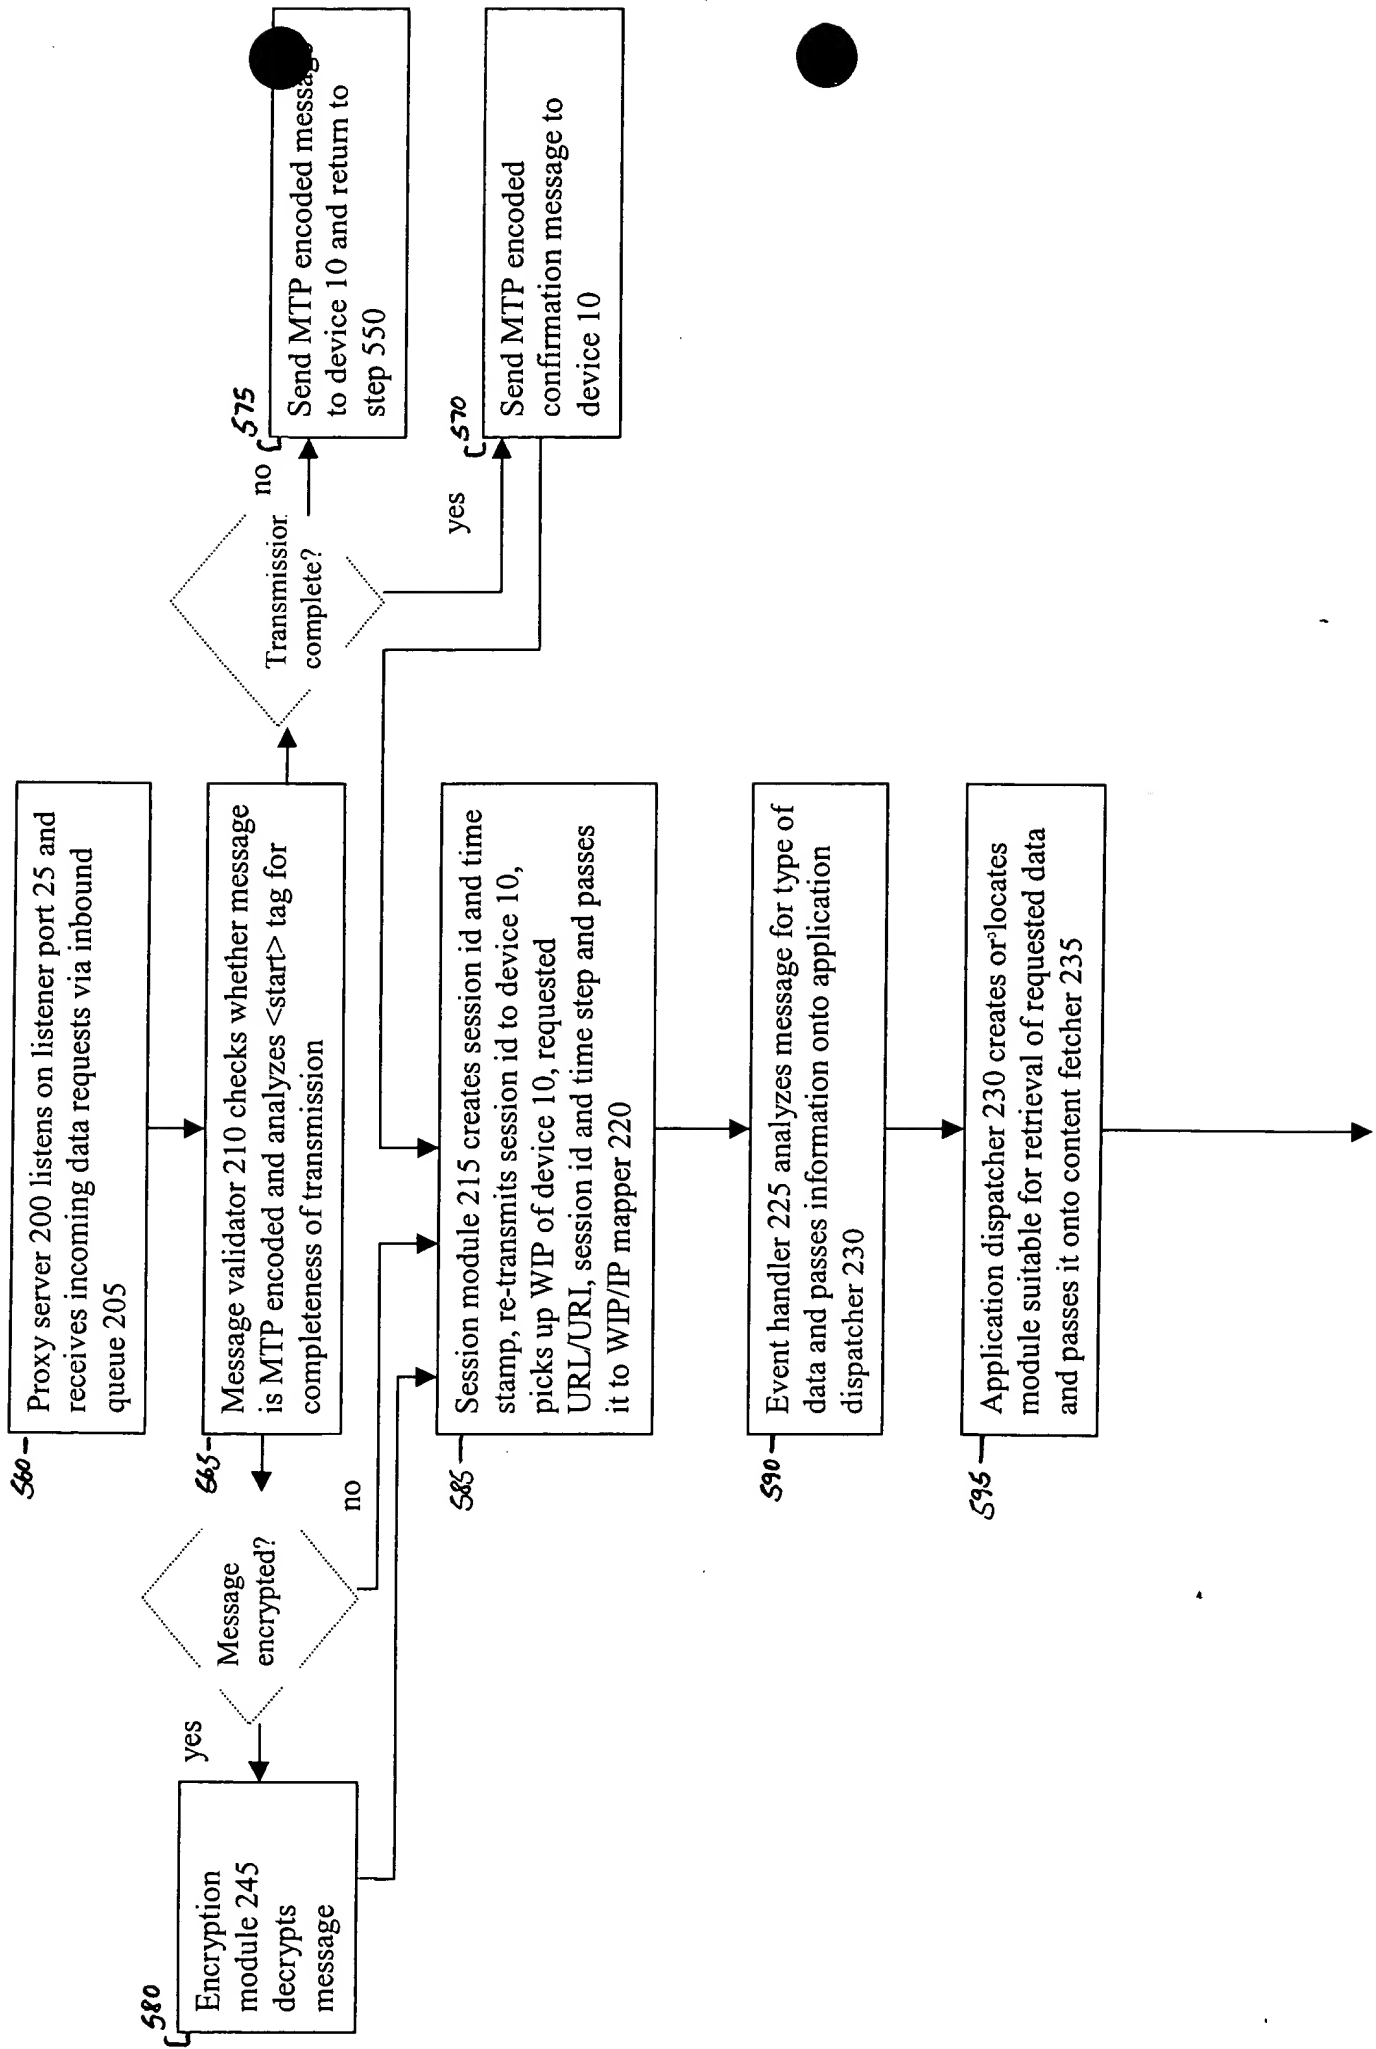 560
Proxy server 200 listens on listener port 25 and
receives incoming data requests via inbound
queue 205
565
Message validator 210 checks whether message
is MTP encoded and analyzes <start> tag for
completeness of transmission
Transmission
complete?
no
575
Send MTP encoded message
to device 10 and return to
step 550
yes
570
Send MTP encoded
confirmation message to
device 10
Message
encrypted?
yes
no
580
Encryption
module 245
decrypts
message
585
Session module 215 creates session id and time
stamp, re-transmits session id to device 10,
picks up WIP of device 10, requested
URL/URI, session id and time step and passes
it to WIP/IP mapper 220
590
Event handler 225 analyzes message for type of
data and passes information onto application
dispatcher 230
595
Application dispatcher 230 creates or locates
module suitable for retrieval of requested data
and passes it onto content fetcher 235